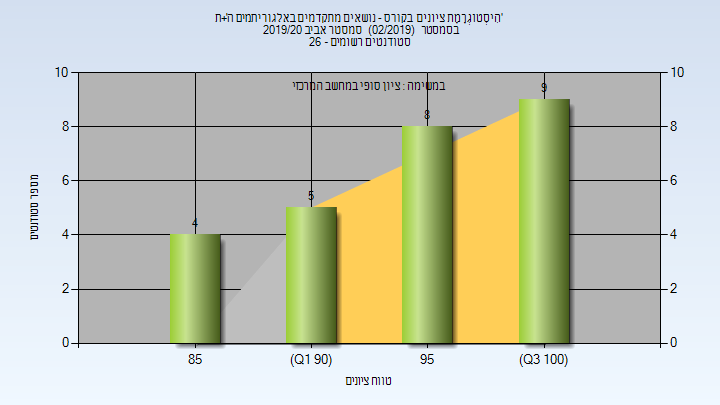 הִיסְטוֹגְרָמַת ציונים בקורס - נושאים מתקדמים באלגוריתמים ה'+ת'
בסמסטר (02/2019) סמסטר אביב 2019/20
סטודנטים רשומים - 26
במשימה : ציון סופי במחשב המרכזי
10 10
9
8 8
8
6 6
5
4 4
4
2 2
0 0
85 (Q1 90) 95 (Q3 100)
מספר סטודנטים
טווח ציונים